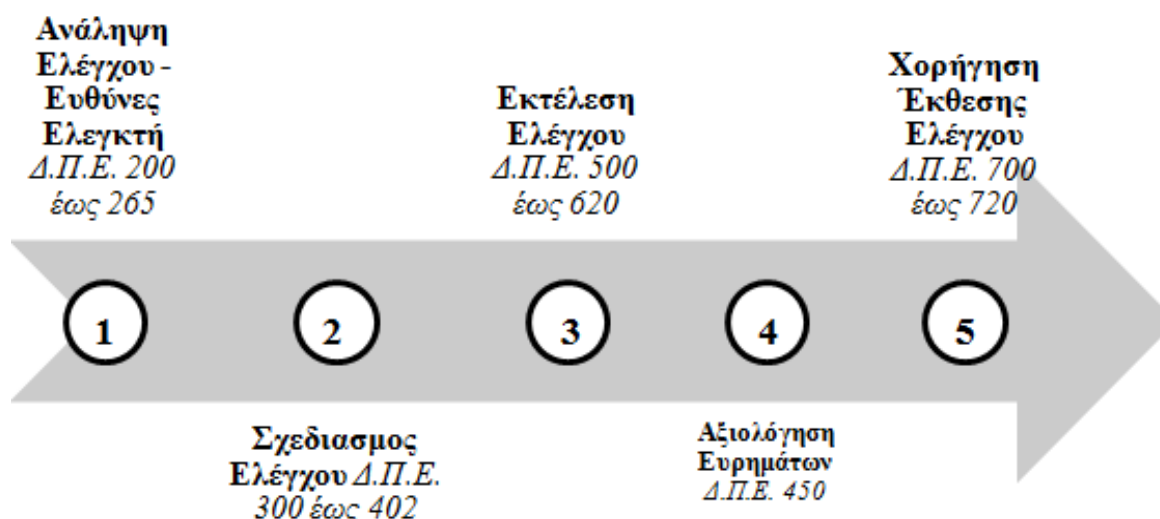 Ανάληψη
Ελέγχου -
Ευθύνες
Ελεγκτή
Δ.Π.Ε. 200
έως 265
Εκτέλεση
Ελέγχου
Δ.Π.Ε. 500
έως 620
Χορήγηση
Έκθεσης
Ελέγχου
Δ.Π.Ε. 700
έως 720
1
2
3
4
5
Σχεδιασμος
Ελέγχου Δ.Π.Ε.
300 έως 402
Αξιολόγηση
Ευρημάτων
Δ.Π.Ε. 450